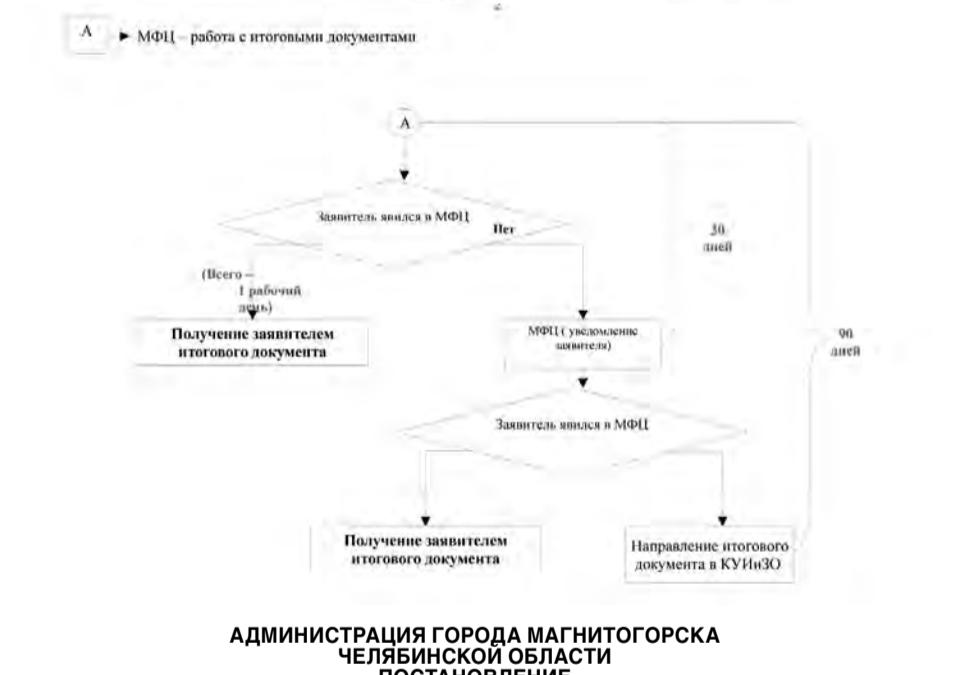 А ► МФЦ – работа с итоговыми документами
А
Заявитель явился в МФЦ
Нет
30
дней
(Всего –
1 рабочий
день)
Получение заявителем
итогового документа
МФЦ ( уведомление
заявителя)
90
дней
Заявитель явился в МФЦ
Получение заявителем
итогового документа
Направление итогового
документа в КУИиЗО
АДМИНИСТРАЦИЯ ГОРОДА МАГНИТОГОРСКА
ЧЕЛЯБИНСКОЙ ОБЛАСТИ
ПОСТАНОВЛЕНИЕ